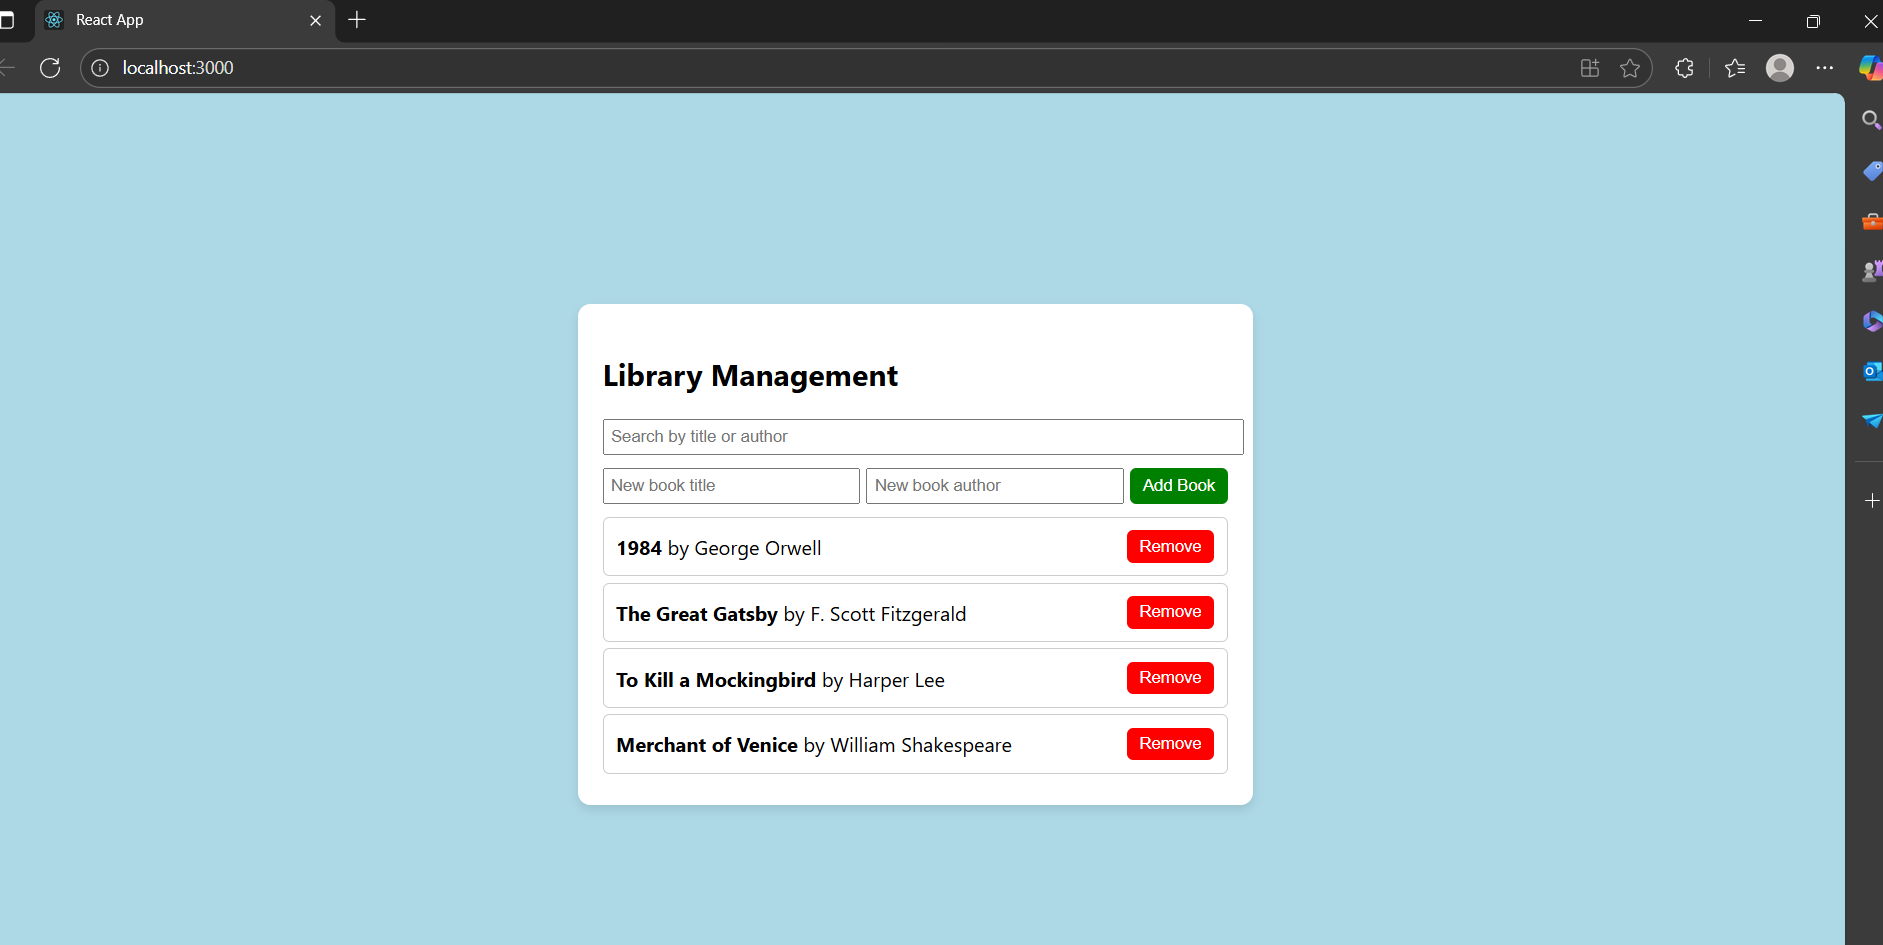 React App
localhost:3000
Library Management
Search by title or author
New book title New book author Add Book
1984 by George Orwell Remove
The Great Gatsby by F. Scott Fitzgerald Remove
To Kill a Mockingbird by Harper Lee Remove
Merchant of Venice by William Shakespeare Remove